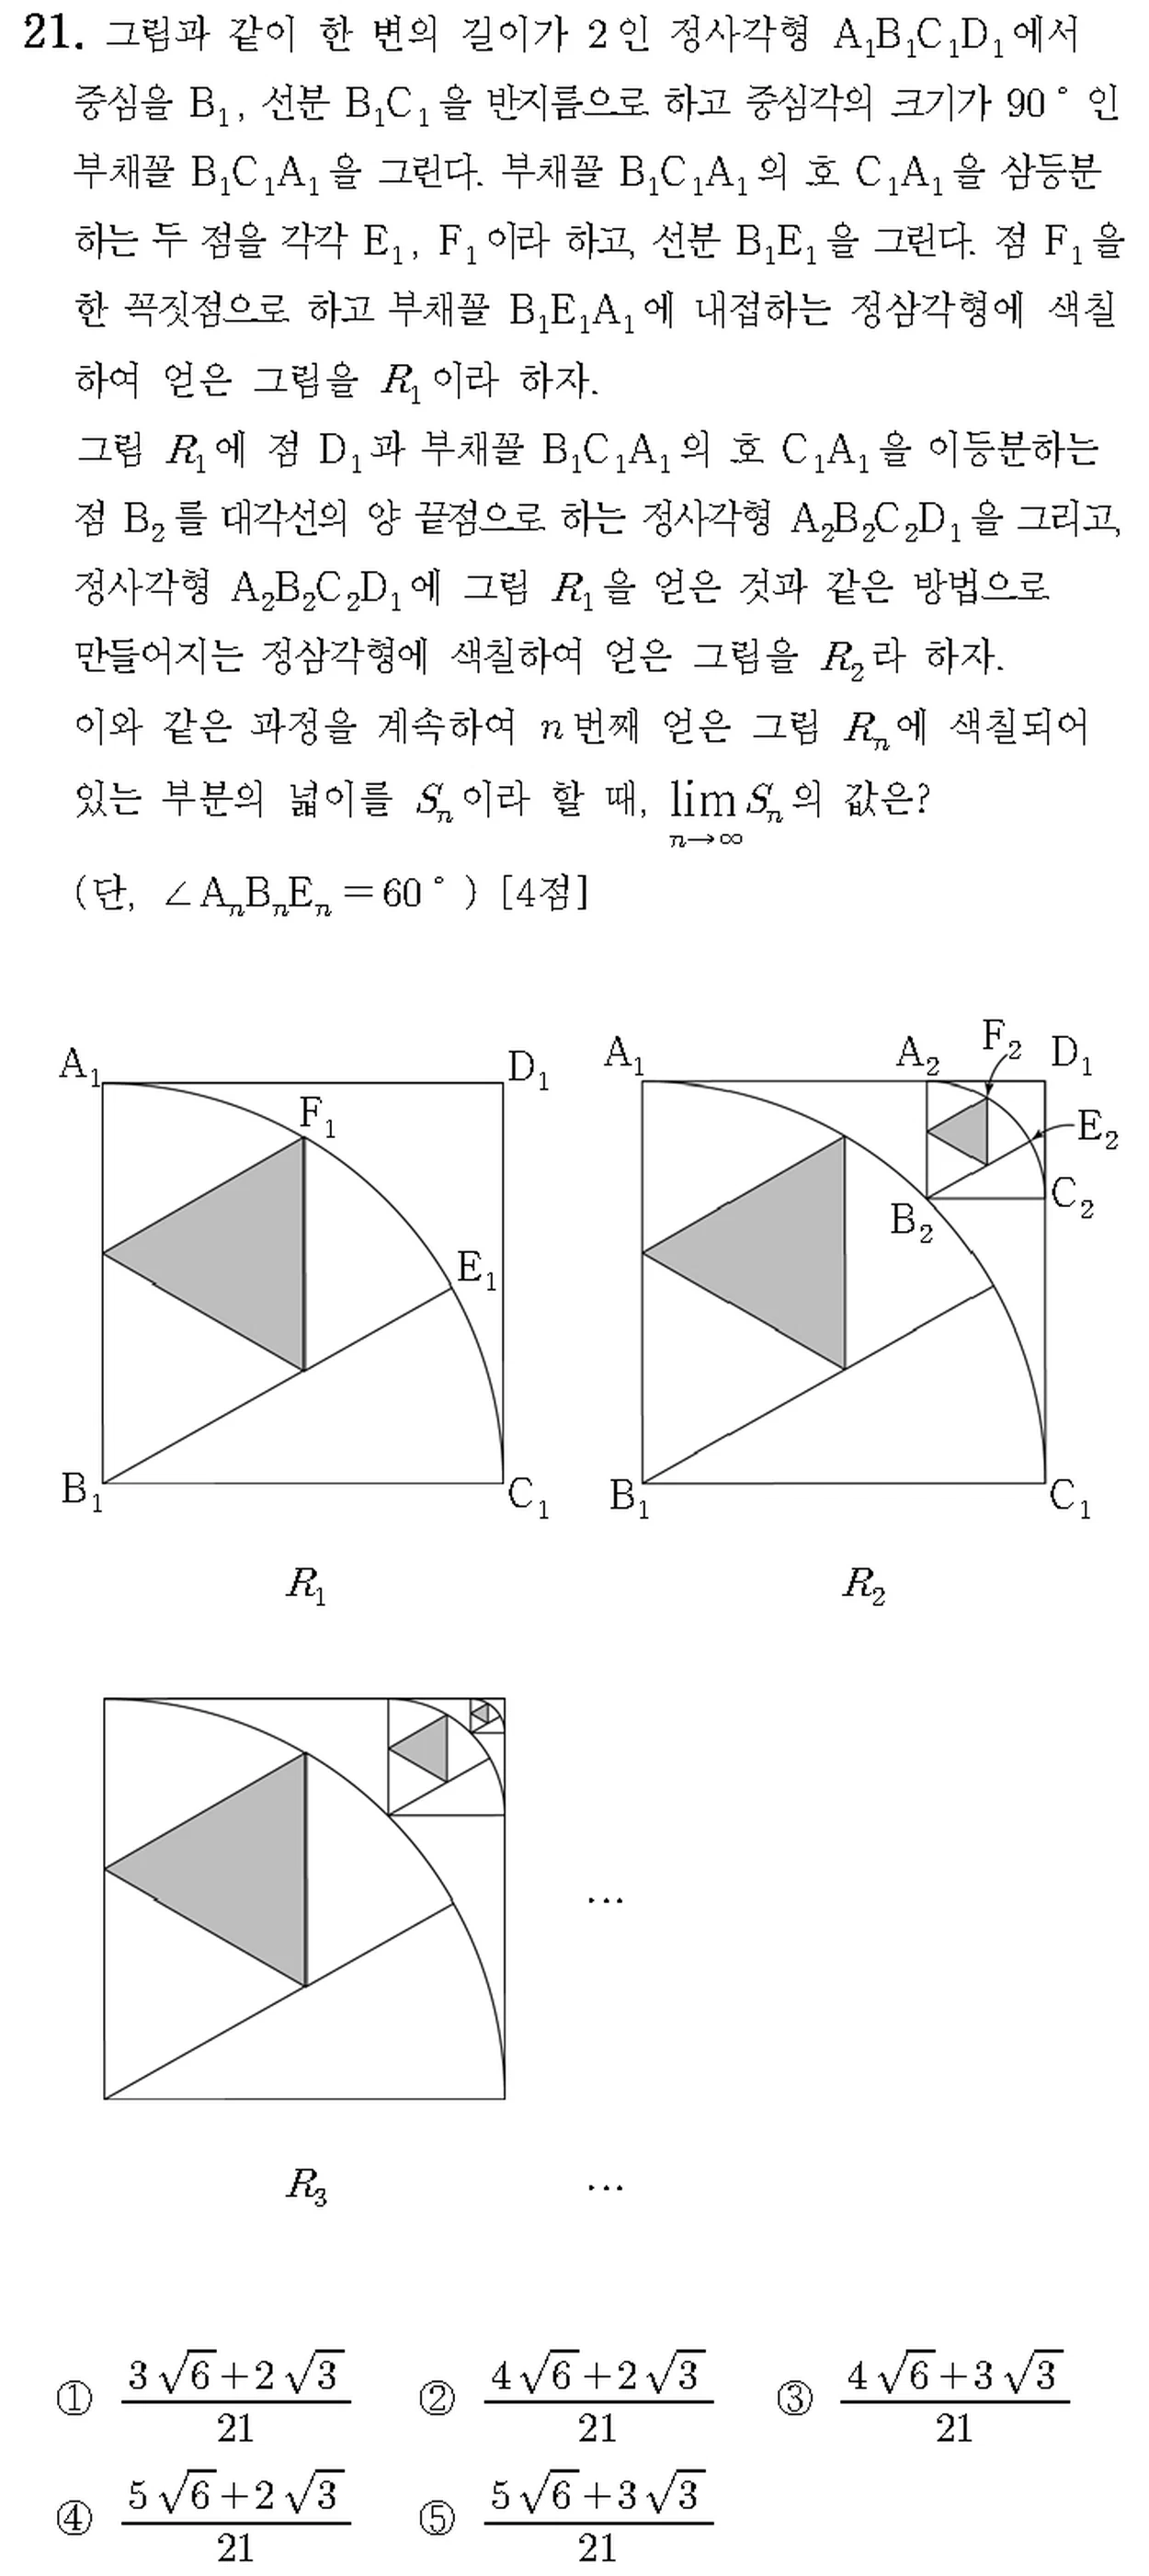 21. 그림과 같이 한 변의 길이가 2인 정사각형 A₁B₁C₁D₁에서
중심을 B₁, 선분 B₁C₁을 반지름으로 하고 중심각의 크기가 90°인
부채꼴 B₁C₁A₁을 그린다. 부채꼴 B₁C₁A₁의 호 C₁A₁을 삼등분
하는 두 점을 각각 E₁, F₁이라 하고, 선분 B₁E₁을 그린다. 점 F₁을
한 꼭짓점으로 하고 부채꼴 B₁E₁A₁에 내접하는 정삼각형에 색칠
하여 얻은 그림을 R₁이라 하자.
그림 R₁에 점 D₁과 부채꼴 B₁C₁A₁의 호 C₁A₁을 이등분하는
점 B₂를 대각선의 양 끝점으로 하는 정사각형 A₂B₂C₂D₁을 그리고,
정사각형 A₂B₂C₂D₁에 그림 R₁을 얻은 것과 같은 방법으로
만들어지는 정삼각형에 색칠하여 얻은 그림을 R₂라 하자.
이와 같은 과정을 계속하여 n번째 얻은 그림 Rₙ에 색칠되어
있는 부분의 넓이를 Sₙ이라 할 때, lim Sₙ의 값은?
n→∞
(단, ∠AₙBₙEₙ=60°) [4점]
A₁ D₁ F₁ E₁ B₁ C₁
A₁ A₂ F₂ D₁ E₂ C₂ B₂ B₁ C₁
R₁ R₂
…
R₃ …
① (3√6+2√3)/21 ② (4√6+2√3)/21 ③ (4√6+3√3)/21
④ (5√6+2√3)/21 ⑤ (5√6+3√3)/21